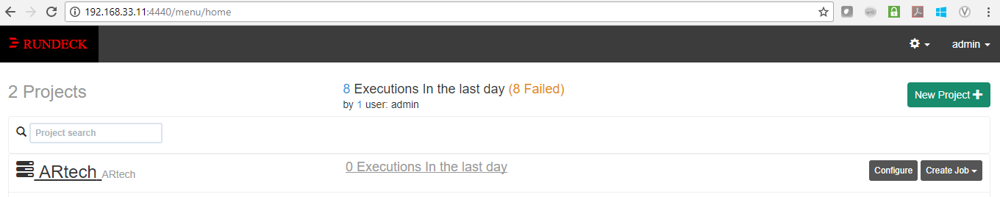 192.168.33.11:4440/menu/home
RUNDECK
admin
2 Projects
8 Executions In the last day (8 Failed)
by 1 user: admin
New Project
Project search
ARtech ARtech
0 Executions In the last day
Configure
Create Job